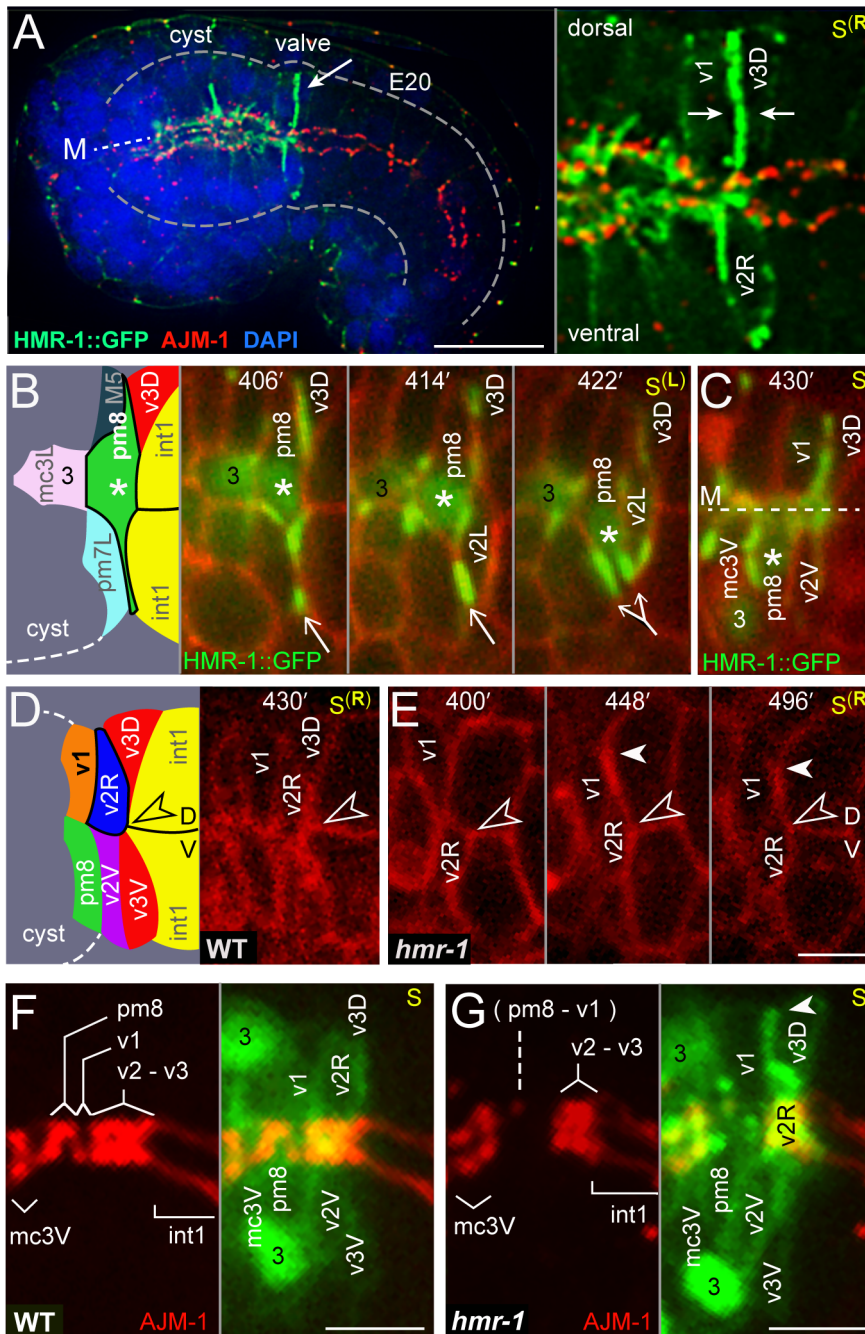 A
cyst
valve
E20
M
HMR-1::GFP AJM-1 DAPI
dorsal
S(R)
v1
v3D
v2R
ventral
B
M5
v3D
pm8
int1
mc3L
3
*
pm7L
int1
cyst
406′
v3D
pm8
3
*
HMR-1::GFP
414′
pm8
3
*
v2L
422′
S(L)
v3D
pm8
3
*
v2L
C
430′
S
v3D
v1
M
mc3V
pm8
*
v2V
3
HMR-1::GFP
D
v3D
v1
v2R
int1
D
V
pm8
v2V
v3V
int1
cyst
430′
S(R)
v3D
v1
v2R
WT
E
400′
v1
v2R
hmr-1
448′
v1
v2R
496′
S(R)
v1
v2R
D
V
F
pm8
v1
v2 - v3
mc3V
int1
WT
AJM-1
S
3
v3D
v1
v2R
mc3V
pm8
v2V
3
v3V
G
( pm8 - v1 )
v2 - v3
mc3V
int1
hmr-1
AJM-1
S
3
v1
v3D
v2R
mc3V
pm8
v2V
3
v3V